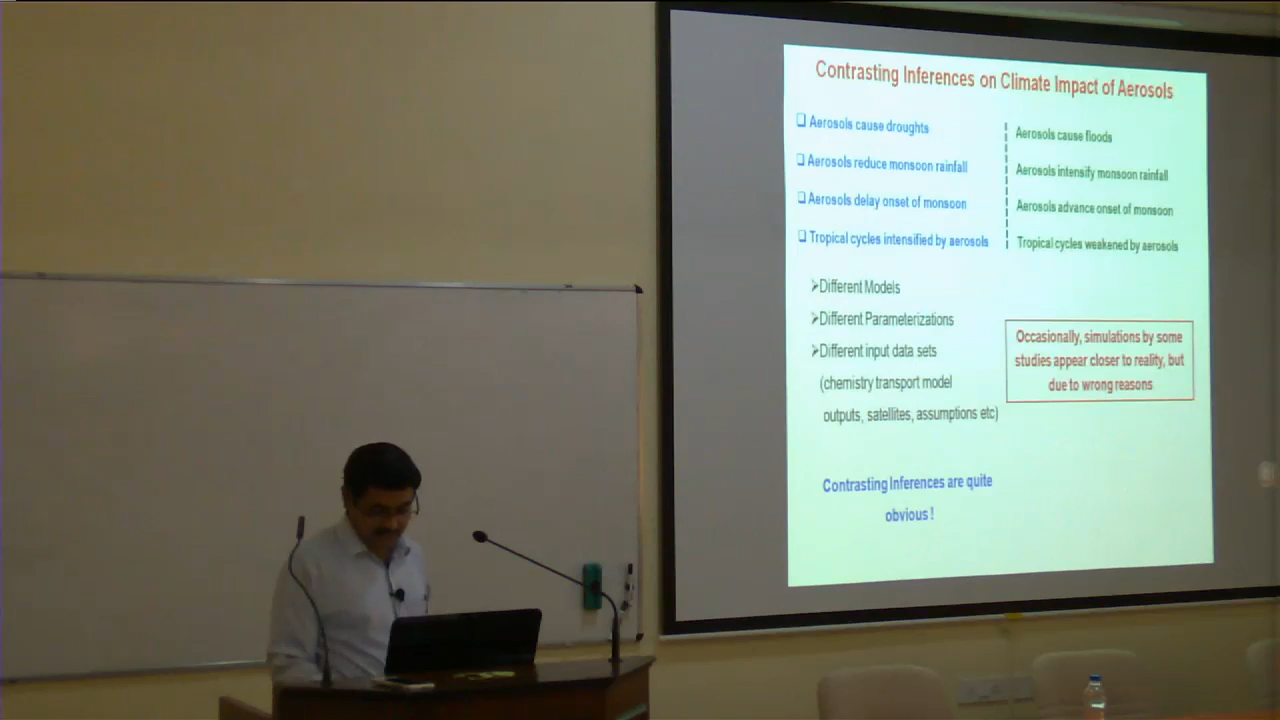 Contrasting Inferences on Climate Impact of Aerosols
Aerosols cause droughts
Aerosols reduce monsoon rainfall
Aerosols delay onset of monsoon
Tropical cycles intensified by aerosols
Aerosols cause floods
Aerosols intensify monsoon rainfall
Aerosols advance onset of monsoon
Tropical cycles weakened by aerosols
Different Models
Different Parameterizations
Different input data sets
(chemistry transport model
outputs, satellites, assumptions etc)
Occasionally, simulations by some
studies appear closer to reality, but
due to wrong reasons
Contrasting Inferences are quite
obvious !